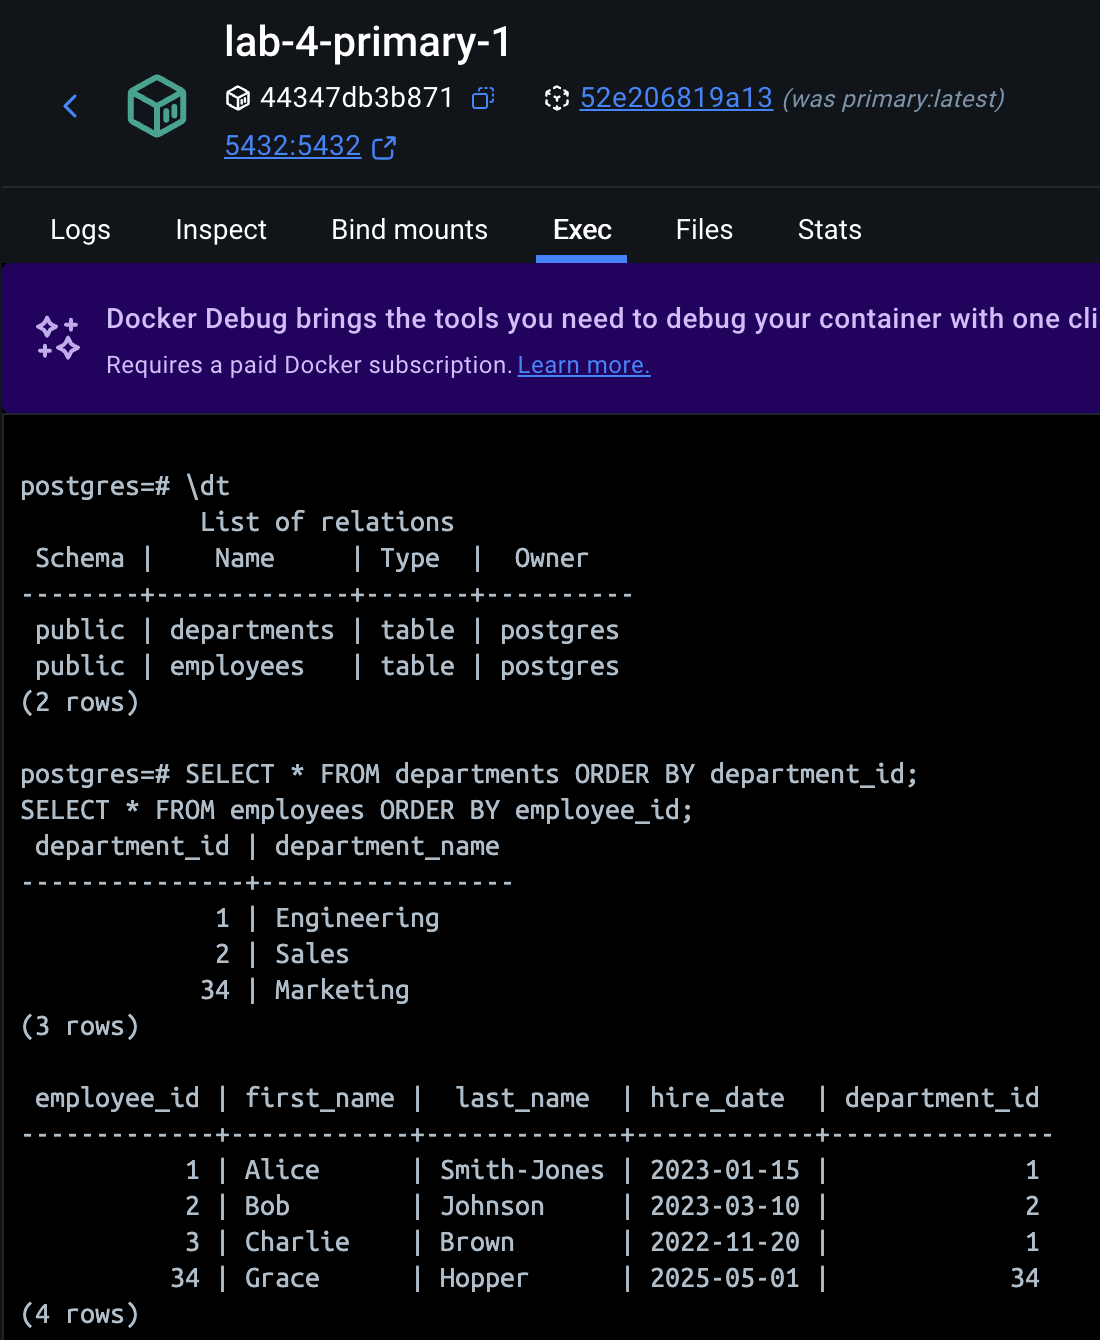 lab-4-primary-1
44347db3b871 52e206819a13 (was primary:latest)
5432:5432
Logs Inspect Bind mounts Exec Files Stats
Docker Debug brings the tools you need to debug your container with one cli
Requires a paid Docker subscription. Learn more.
postgres=# \dt
            List of relations
 Schema |    Name     | Type  |  Owner
--------+-------------+-------+----------
 public | departments | table | postgres
 public | employees   | table | postgres
(2 rows)
postgres=# SELECT * FROM departments ORDER BY department_id;
SELECT * FROM employees ORDER BY employee_id;
 department_id | department_name
---------------+-----------------
             1 | Engineering
             2 | Sales
            34 | Marketing
(3 rows)
 employee_id | first_name |  last_name  | hire_date  | department_id
-------------+------------+-------------+------------+---------------
           1 | Alice      | Smith-Jones | 2023-01-15 |             1
           2 | Bob        | Johnson     | 2023-03-10 |             2
           3 | Charlie    | Brown       | 2022-11-20 |             1
          34 | Grace      | Hopper      | 2025-05-01 |            34
(4 rows)